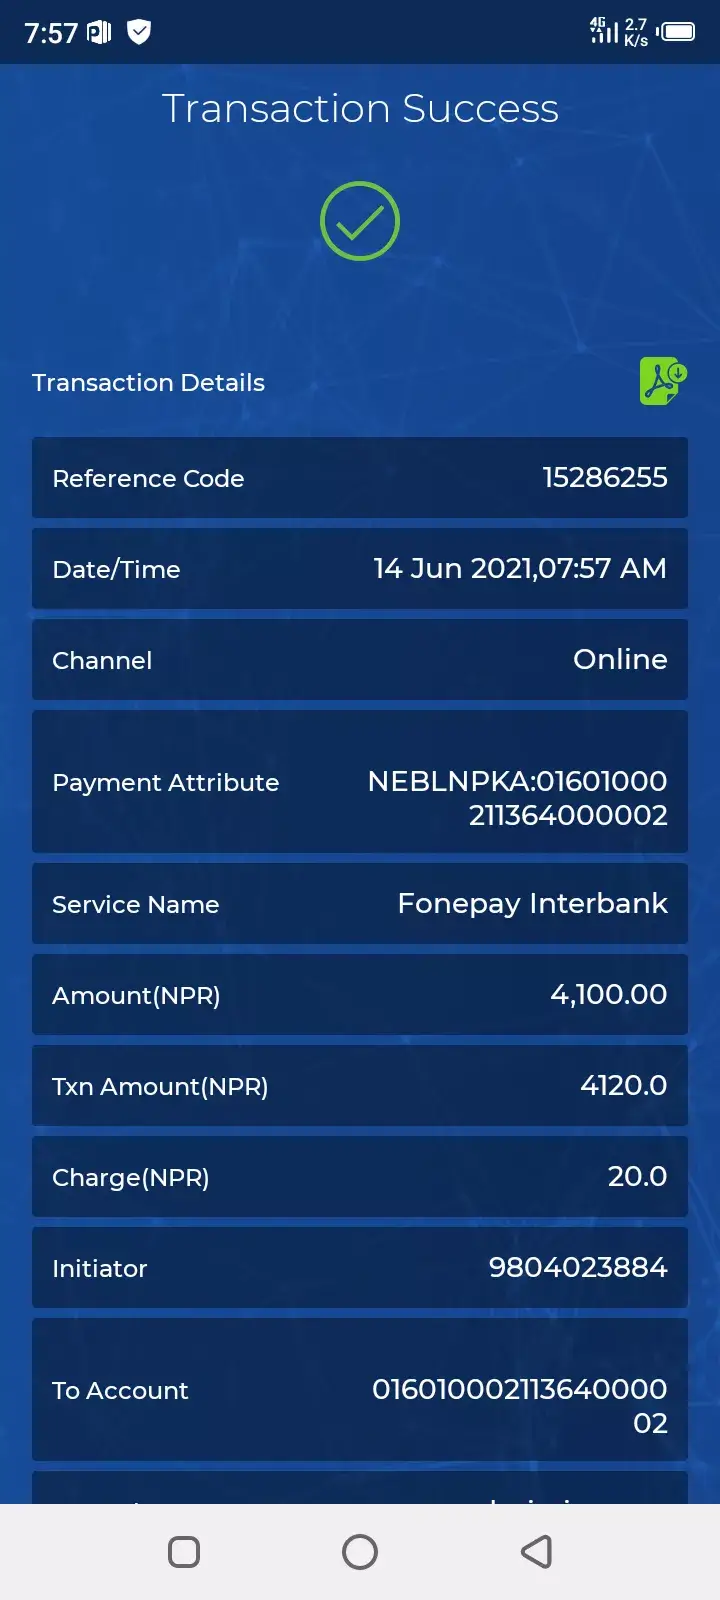 7:57
4G
2.7
K/s
Transaction Success
Transaction Details
Reference Code 15286255
Date/Time 14 Jun 2021,07:57 AM
Channel Online
Payment Attribute NEBLNPKA:01601000
211364000002
Service Name Fonepay Interbank
Amount(NPR) 4,100.00
Txn Amount(NPR) 4120.0
Charge(NPR) 20.0
Initiator 9804023884
To Account 016010002113640000
02